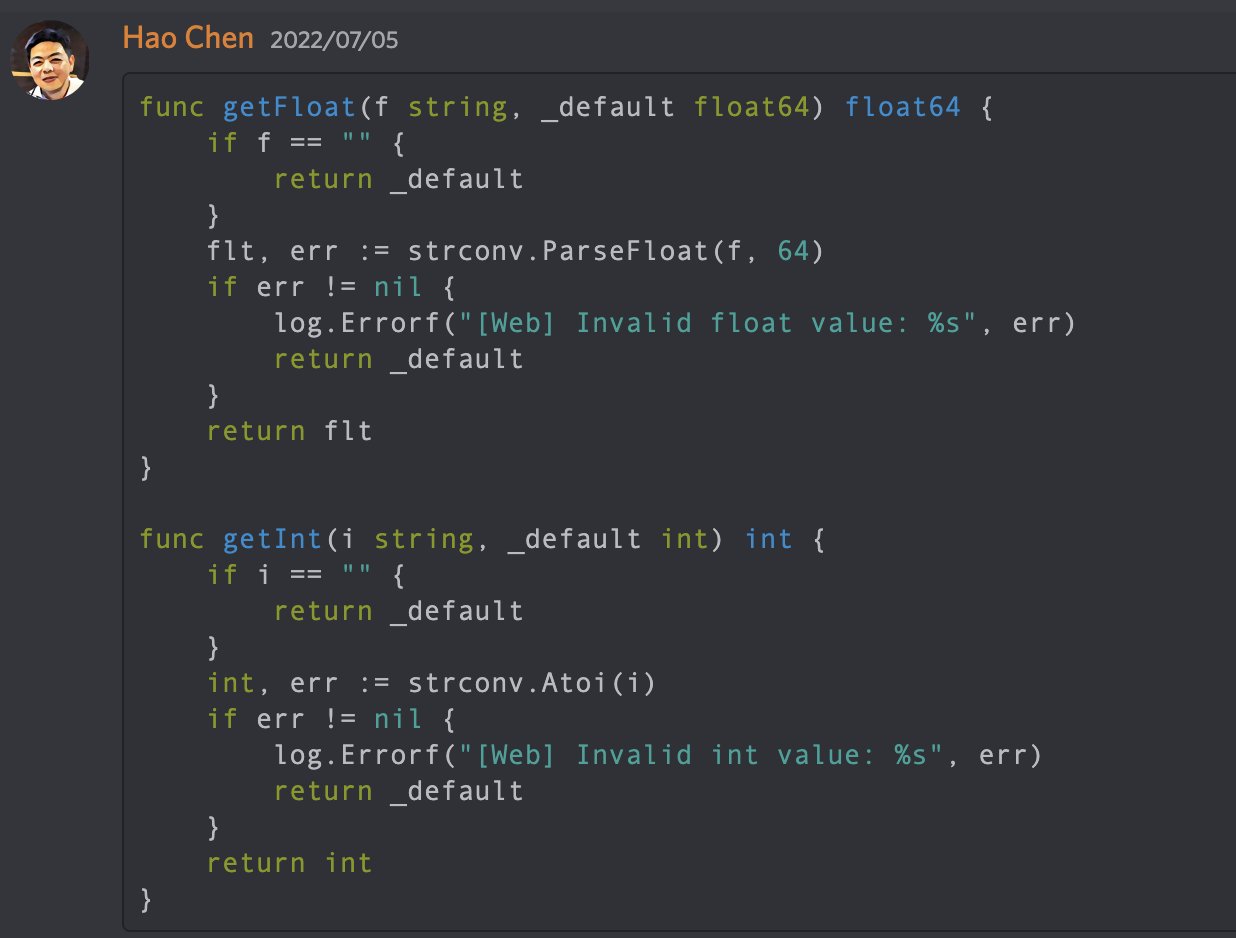 Hao Chen 2022/07/05
func getFloat(f string, _default float64) float64 {
    if f == "" {
        return _default
    }
    flt, err := strconv.ParseFloat(f, 64)
    if err != nil {
        log.Errorf("[Web] Invalid float value: %s", err)
        return _default
    }
    return flt
}

func getInt(i string, _default int) int {
    if i == "" {
        return _default
    }
    int, err := strconv.Atoi(i)
    if err != nil {
        log.Errorf("[Web] Invalid int value: %s", err)
        return _default
    }
    return int
}